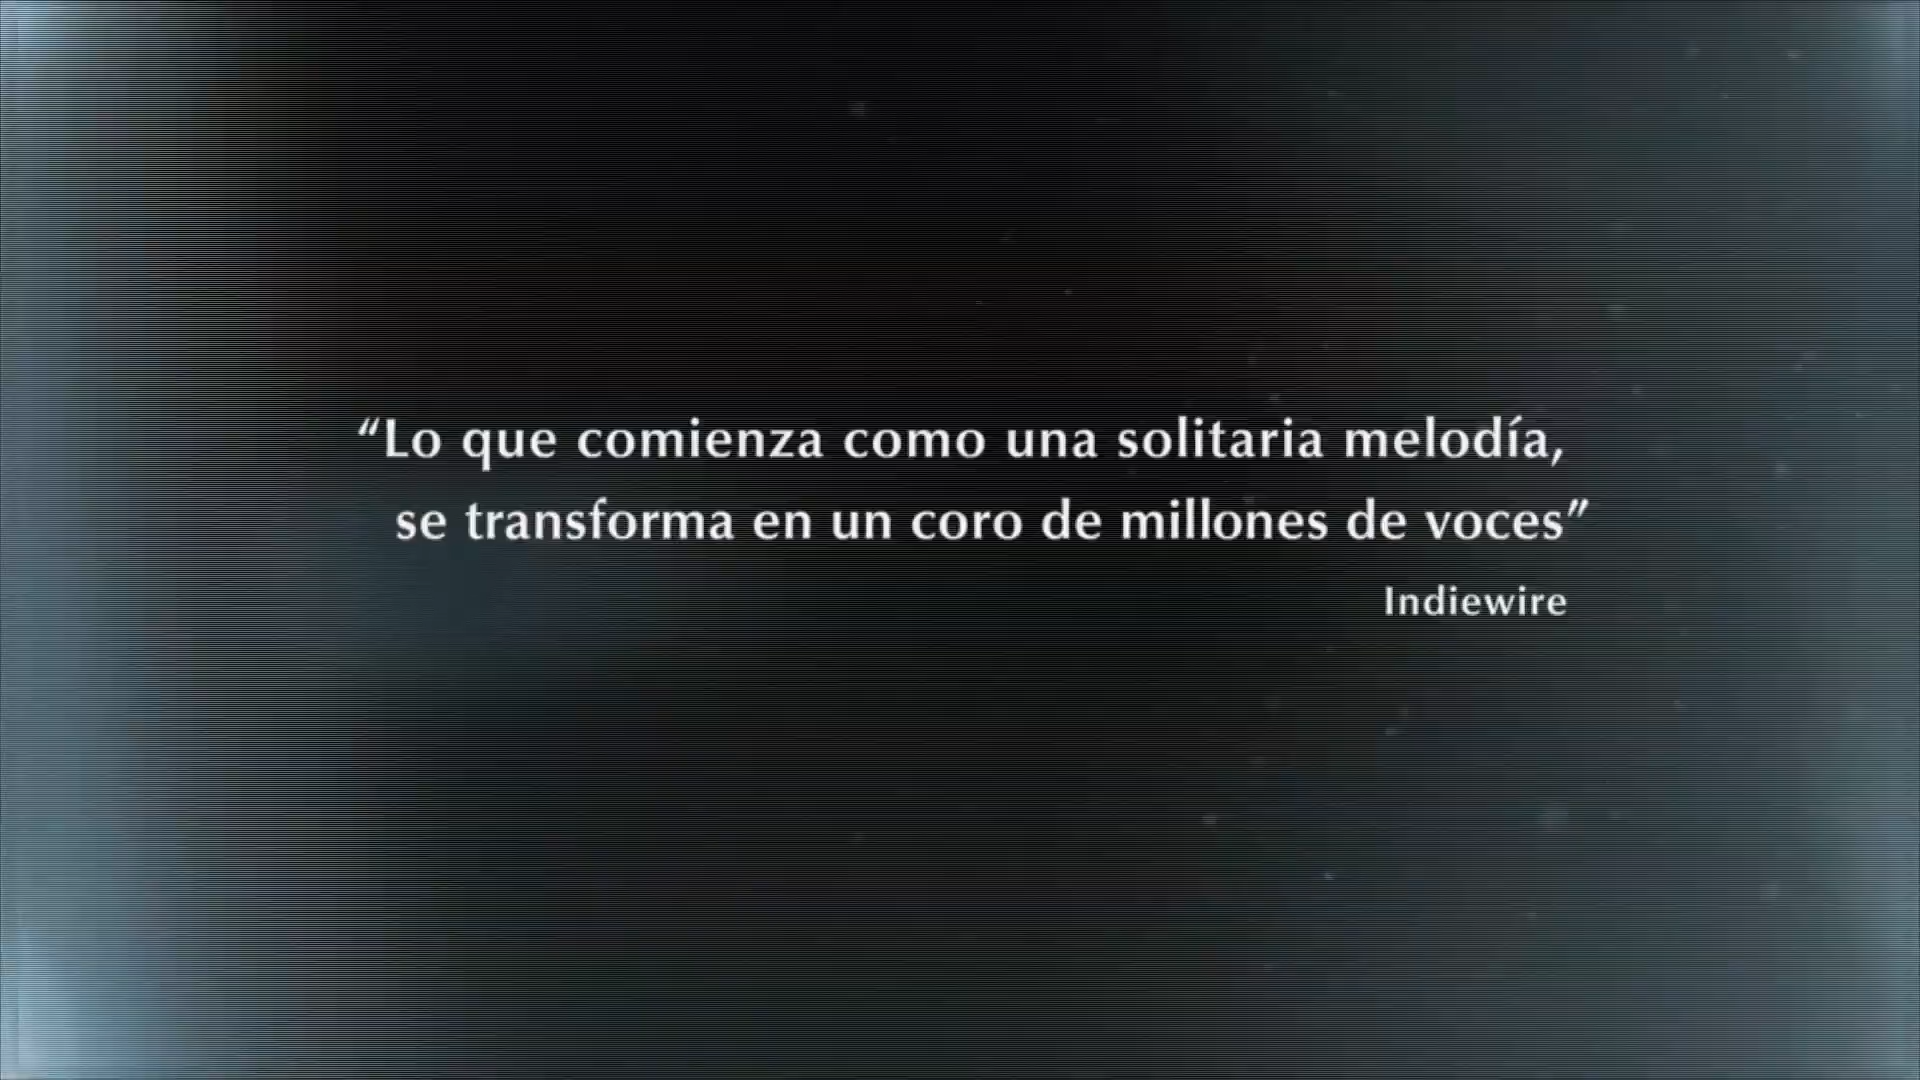 “Lo que comienza como una solitaria melodía,
se transforma en un coro de millones de voces”
Indiewire